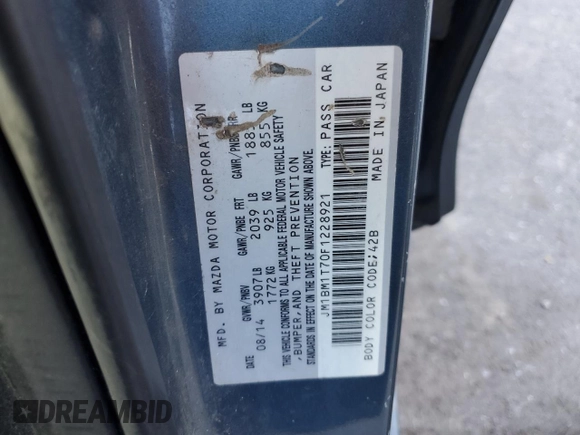 MFD. BY MAZDA MOTOR CORPORATION
DATE GVWR/PNBV GAWR/PNBE FRT GAWR/PNBE RR
08/14 3907 LB 2039 LB LB
1772 KG 925 KG 855 KG
THIS VEHICLE CONFORMS TO ALL APPLICABLE FEDERAL MOTOR VEHICLE SAFETY
,BUMPER,AND THEFT PREVENTION
STANDARDS IN EFFECT ON THE DATE OF MANUFACTURE SHOWN ABOVE.
JM1BM1T70F1228921 TYPE: PASS CAR
BODY COLOR CODE;42B MADE IN JAPAN
DREAMBID